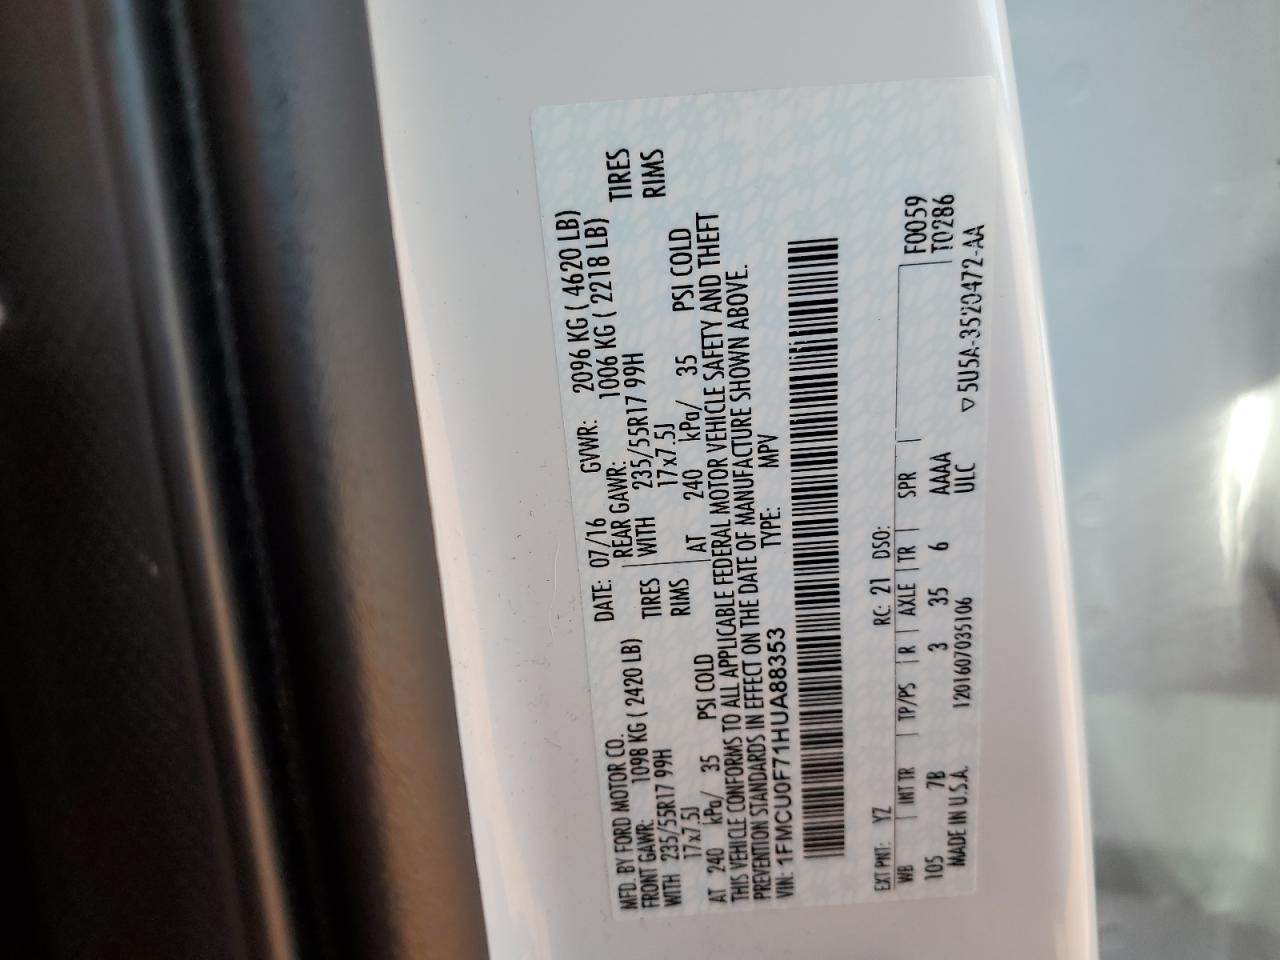 MFD. BY FORD MOTOR CO.
DATE: 07/16 GVWR: 2096 KG ( 4620 LB)
FRONT GAWR: 1098 KG ( 2420 LB) REAR GAWR: 1006 KG ( 2218 LB)
WITH 235/55R17 99H TIRES WITH 235/55R17 99H TIRES
17x7.5J RIMS 17x7.5J RIMS
AT 240 kPa/ 35 PSI COLD AT 240 kPa/ 35 PSI COLD
THIS VEHICLE CONFORMS TO ALL APPLICABLE FEDERAL MOTOR VEHICLE SAFETY AND THEFT
PREVENTION STANDARDS IN EFFECT ON THE DATE OF MANUFACTURE SHOWN ABOVE.
VIN: 1FMCU0F71HUA88353 TYPE: MPV
F0059
T0286
EXT PNT: YZ RC: 21 DSO:
WB | INT TR | TP/PS | R | AXLE | TR | SPR |
105 7B 3 35 6 AAAA
MADE IN U.S.A. 1201607035106 ULC
▽5U5A-3520472-AA